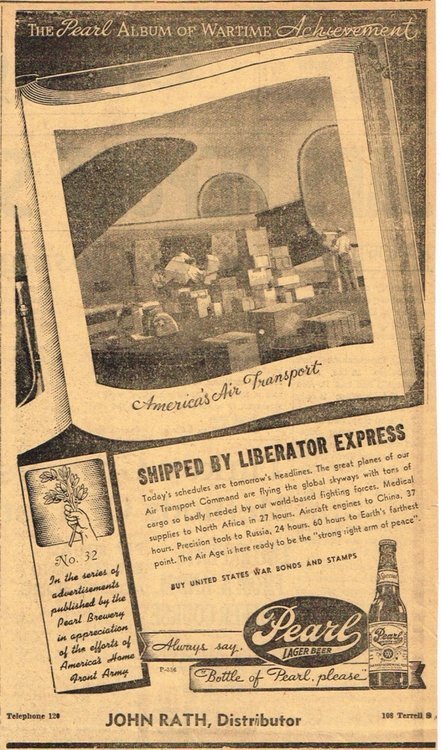 THE Pearl ALBUM OF WARTIME Achievement
America's Air Transport
SHIPPED BY LIBERATOR EXPRESS
Today's schedules are tomorrow's headlines. The great planes of our
Air Transport Command are flying the global skyways with tons of
cargo so badly needed by our world-based fighting forces. Medical
supplies to North Africa in 27 hours. Aircraft engines to China, 37
hours. Precision tools to Russia, 24 hours. 60 hours to Earth's farthest
point. The Air Age is here ready to be the "strong right arm of peace".
BUY UNITED STATES WAR BONDS AND STAMPS
No. 32
In the series of
advertisements
published by the
Pearl Brewery
in appreciation
of the efforts of
America's Home
Front Army
Always say,
Pearl
LAGER BEER
"Bottle of Pearl, please"
Special
Pearl
Telephone 120
JOHN RATH, Distributor
108 Terrell